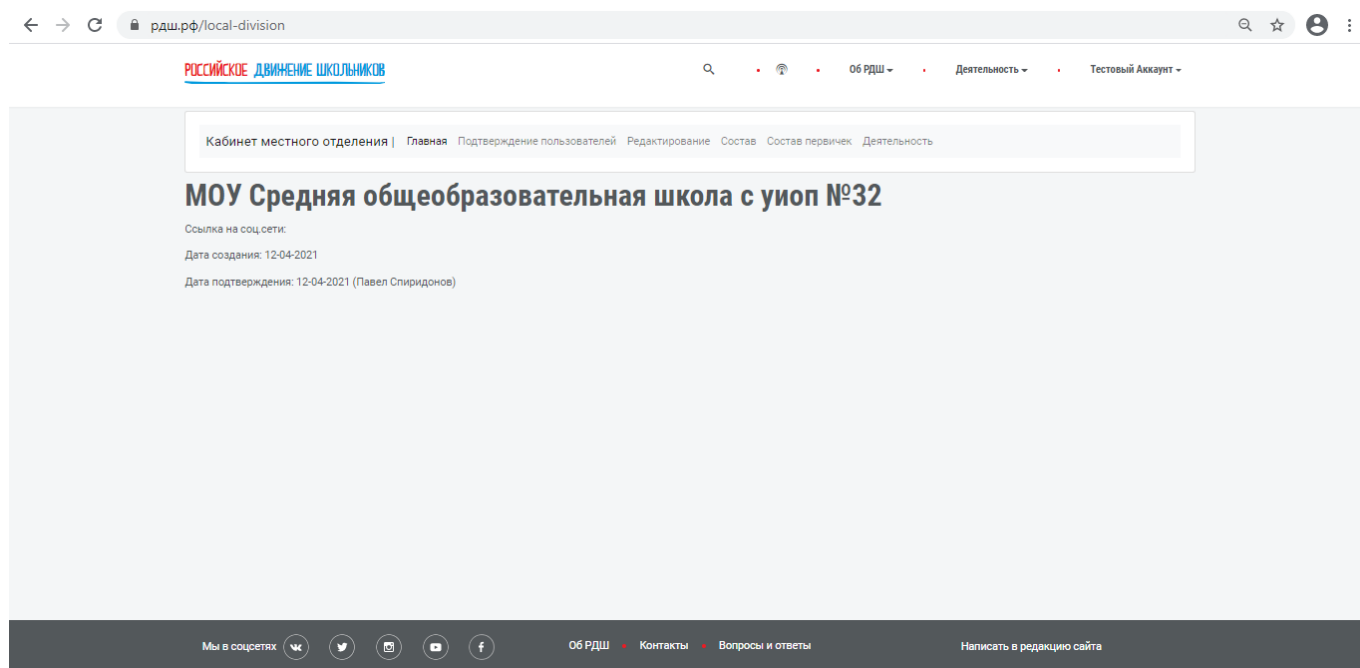 рдш.рф/local-division
РОССИЙСКОЕ ДВИЖЕНИЕ ШКОЛЬНИКОВ
Об РДШ
Деятельность
Тестовый Аккаунт
Кабинет местного отделения | Главная Подтверждение пользователей Редактирование Состав Состав первичек Деятельность
МОУ Средняя общеобразовательная школа с уиоп №32
Ссылка на соц.сети:
Дата создания: 12-04-2021
Дата подтверждения: 12-04-2021 (Павел Спиридонов)
Мы в соцсетях
Об РДШ • Контакты • Вопросы и ответы
Написать в редакцию сайта